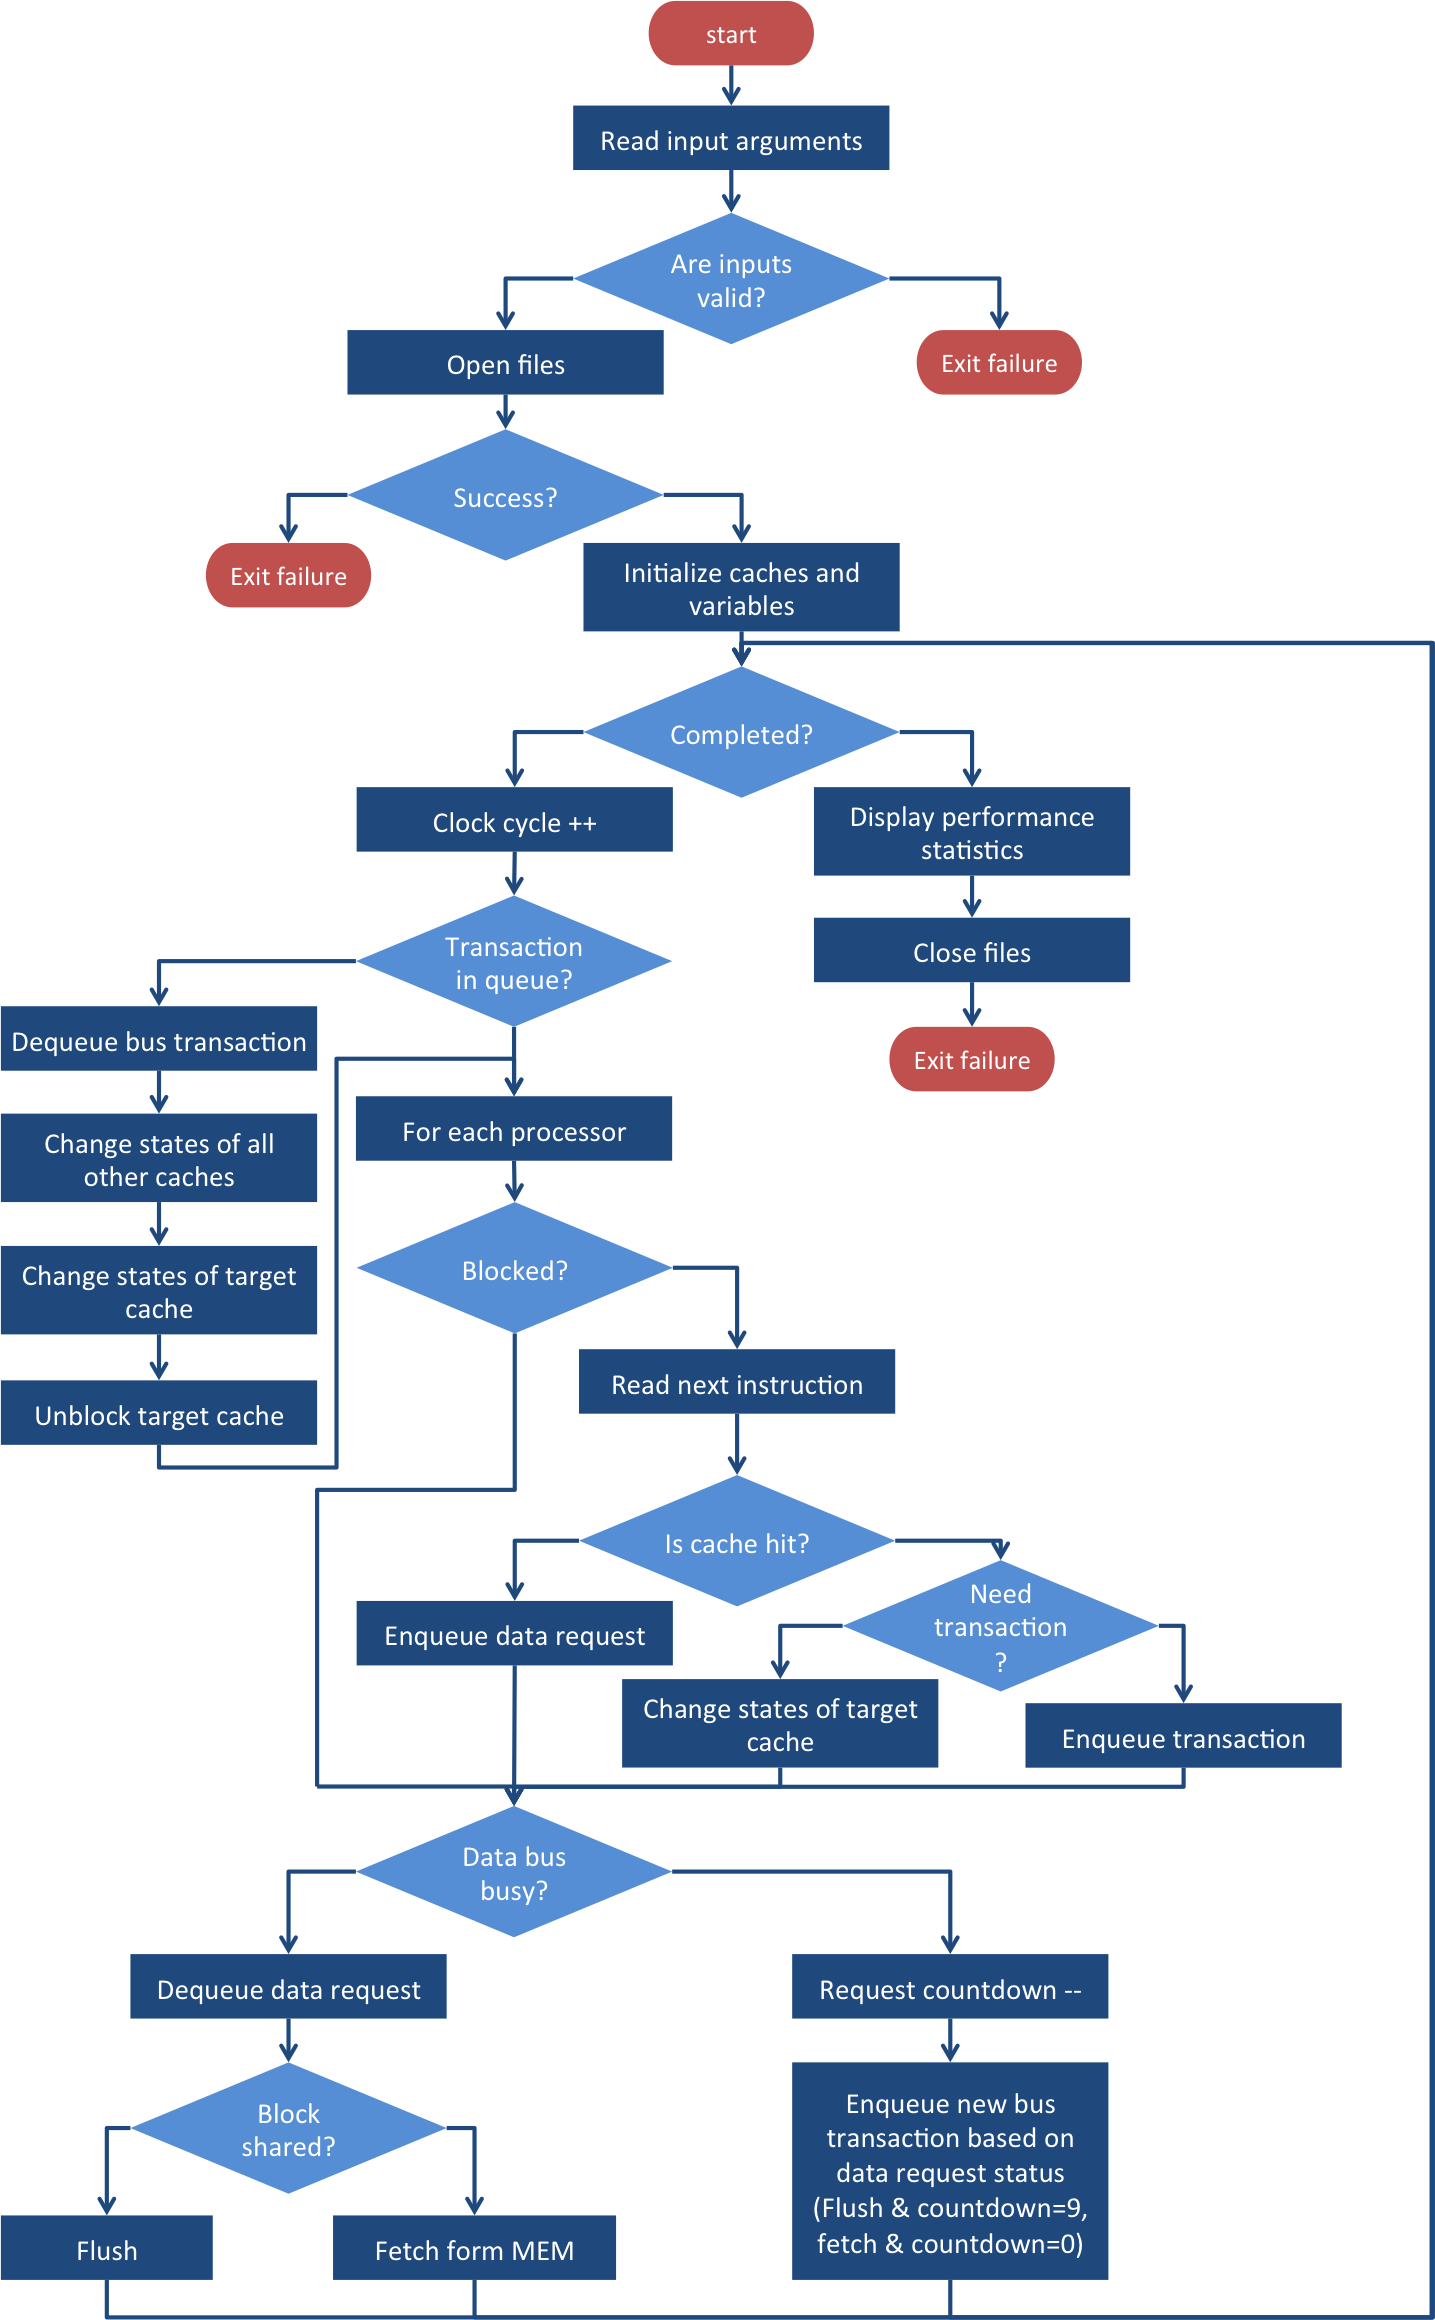 start
Read input arguments
Are inputs
valid?
Open files
Exit failure
Success?
Exit failure
Initialize caches and
variables
Completed?
Clock cycle ++
Display performance
statistics
Transaction
in queue?
Close files
Dequeue bus transaction
Exit failure
For each processor
Change states of all
other caches
Blocked?
Change states of target
cache
Read next instruction
Unblock target cache
Is cache hit?
Need
transaction
?
Enqueue data request
Change states of target
cache
Enqueue transaction
Data bus
busy?
Dequeue data request
Request countdown --
Block
shared?
Enqueue new bus
transaction based on
data request status
(Flush & countdown=9,
fetch & countdown=0)
Flush
Fetch form MEM